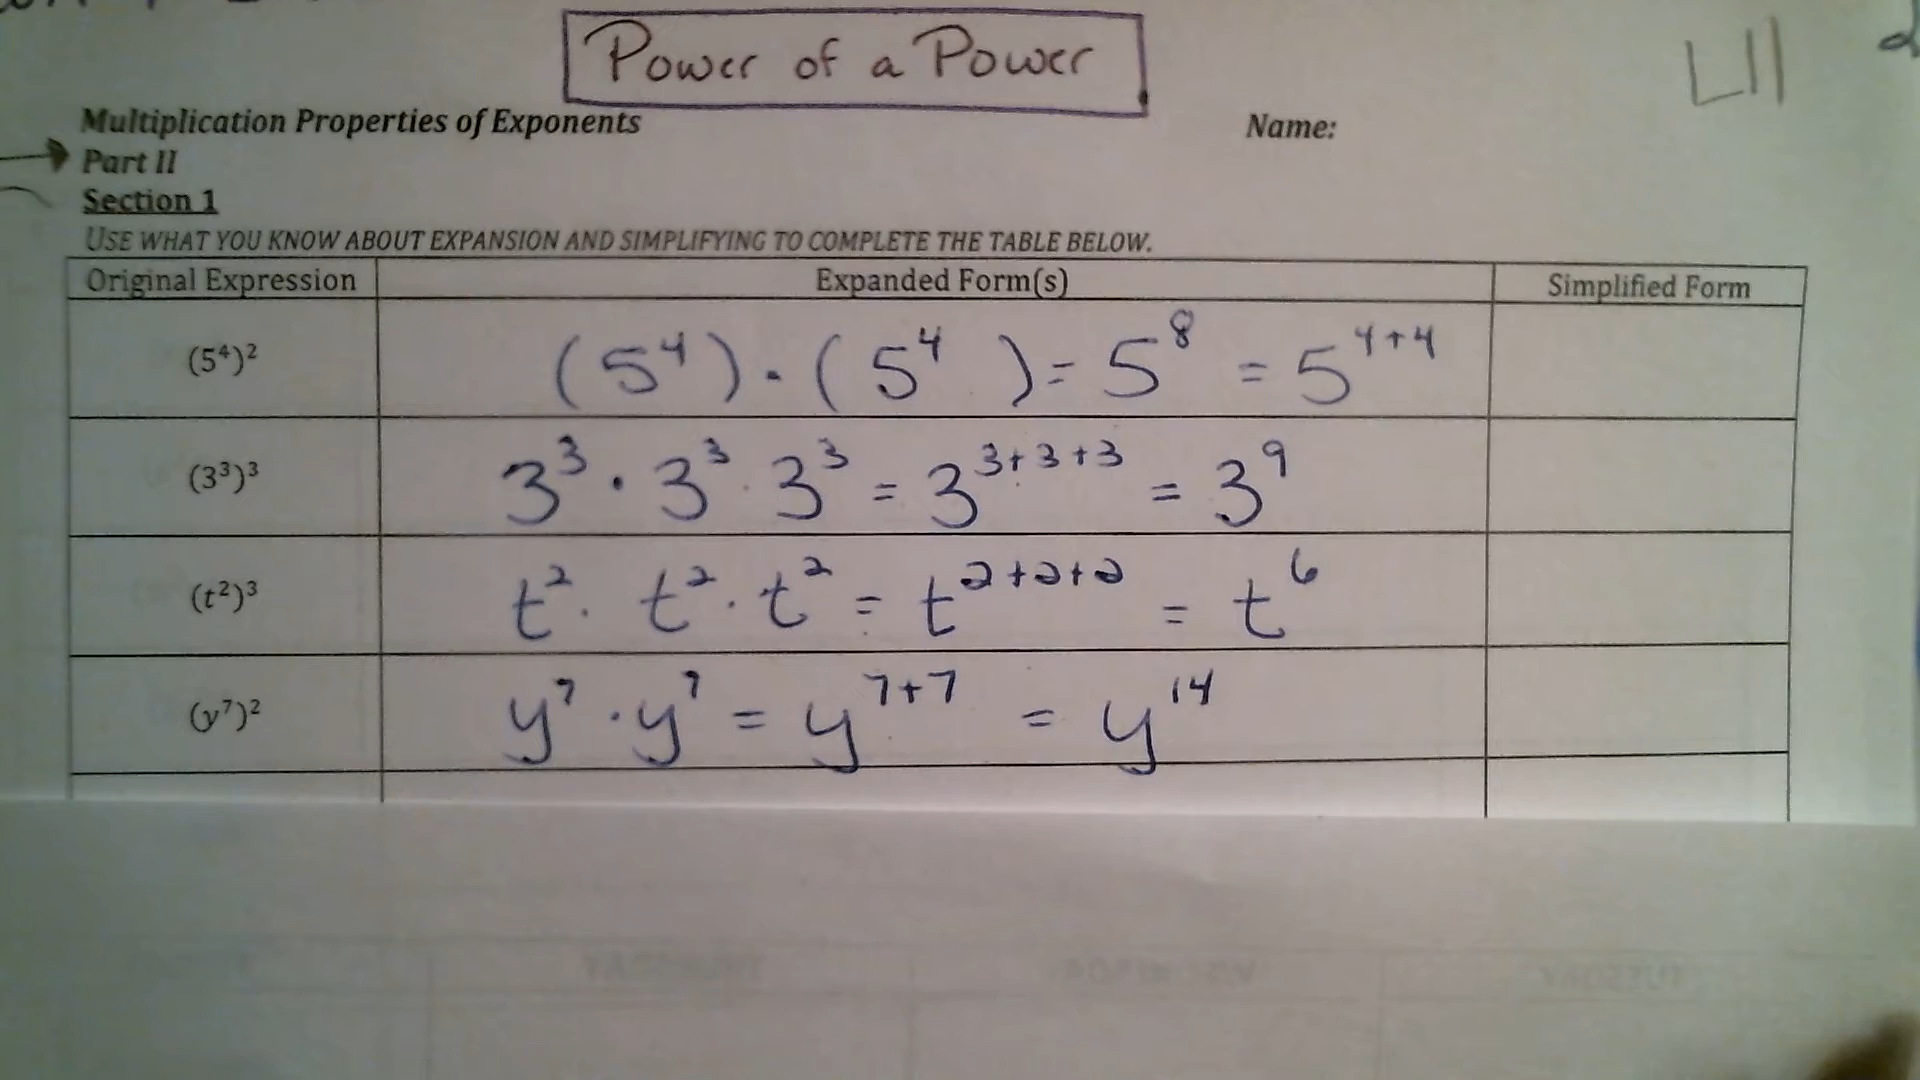 Power of a Power
L11
Multiplication Properties of Exponents
Name:
Part II
Section 1
USE WHAT YOU KNOW ABOUT EXPANSION AND SIMPLIFYING TO COMPLETE THE TABLE BELOW.
Original Expression Expanded Form(s) Simplified Form
(5⁴)² (5⁴) · (5⁴) = 5⁸ = 5⁴⁺⁴
(3³)³ 3³ · 3³ · 3³ = 3³⁺³⁺³ = 3⁹
(t²)³ t² · t² · t² = t²⁺²⁺² = t⁶
(y⁷)² y⁷ · y⁷ = y⁷⁺⁷ = y¹⁴